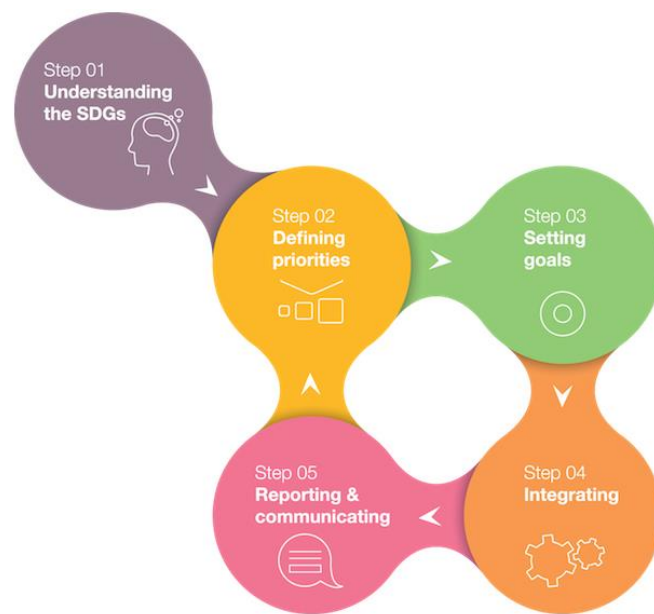 Step 01
Understanding
the SDGs
Step 02
Defining
priorities
Step 03
Setting
goals
Step 04
Integrating
Step 05
Reporting &
communicating